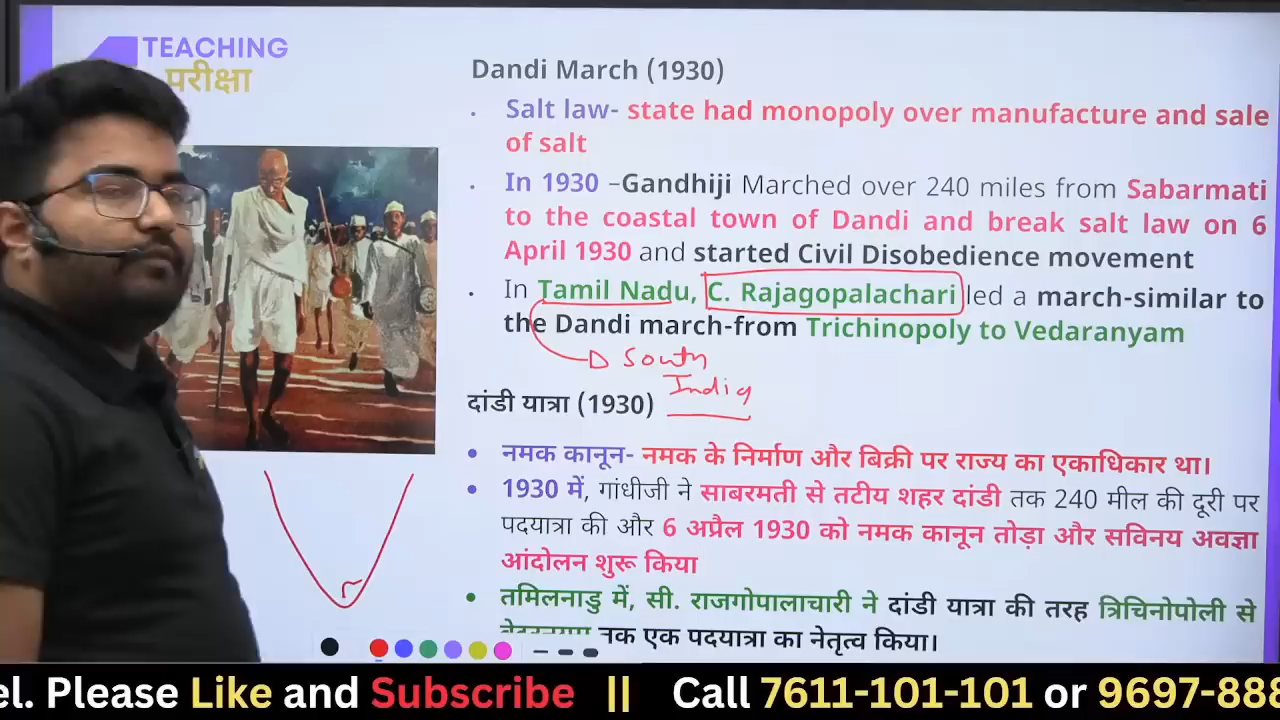 TEACHING
परीक्षा
Dandi March (1930)
Salt law- state had monopoly over manufacture and sale
of salt
In 1930 –Gandhiji Marched over 240 miles from Sabarmati
to the coastal town of Dandi and break salt law on 6
April 1930 and started Civil Disobedience movement
In Tamil Nadu, C. Rajagopalachari led a march-similar to
the Dandi march-from Trichinopoly to Vedaranyam
South
India
दांडी यात्रा (1930)
नमक कानून- नमक के निर्माण और बिक्री पर राज्य का एकाधिकार था।
1930 में, गांधीजी ने साबरमती से तटीय शहर दांडी तक 240 मील की दूरी पर
पदयात्रा की और 6 अप्रैल 1930 को नमक कानून तोड़ा और सविनय अवज्ञा
आंदोलन शुरू किया
तमिलनाडु में, सी. राजगोपालाचारी ने दांडी यात्रा की तरह त्रिचिनोपोली से
तक एक पदयात्रा का नेतृत्व किया।
el. Please Like and Subscribe || Call 7611-101-101 or 9697-888